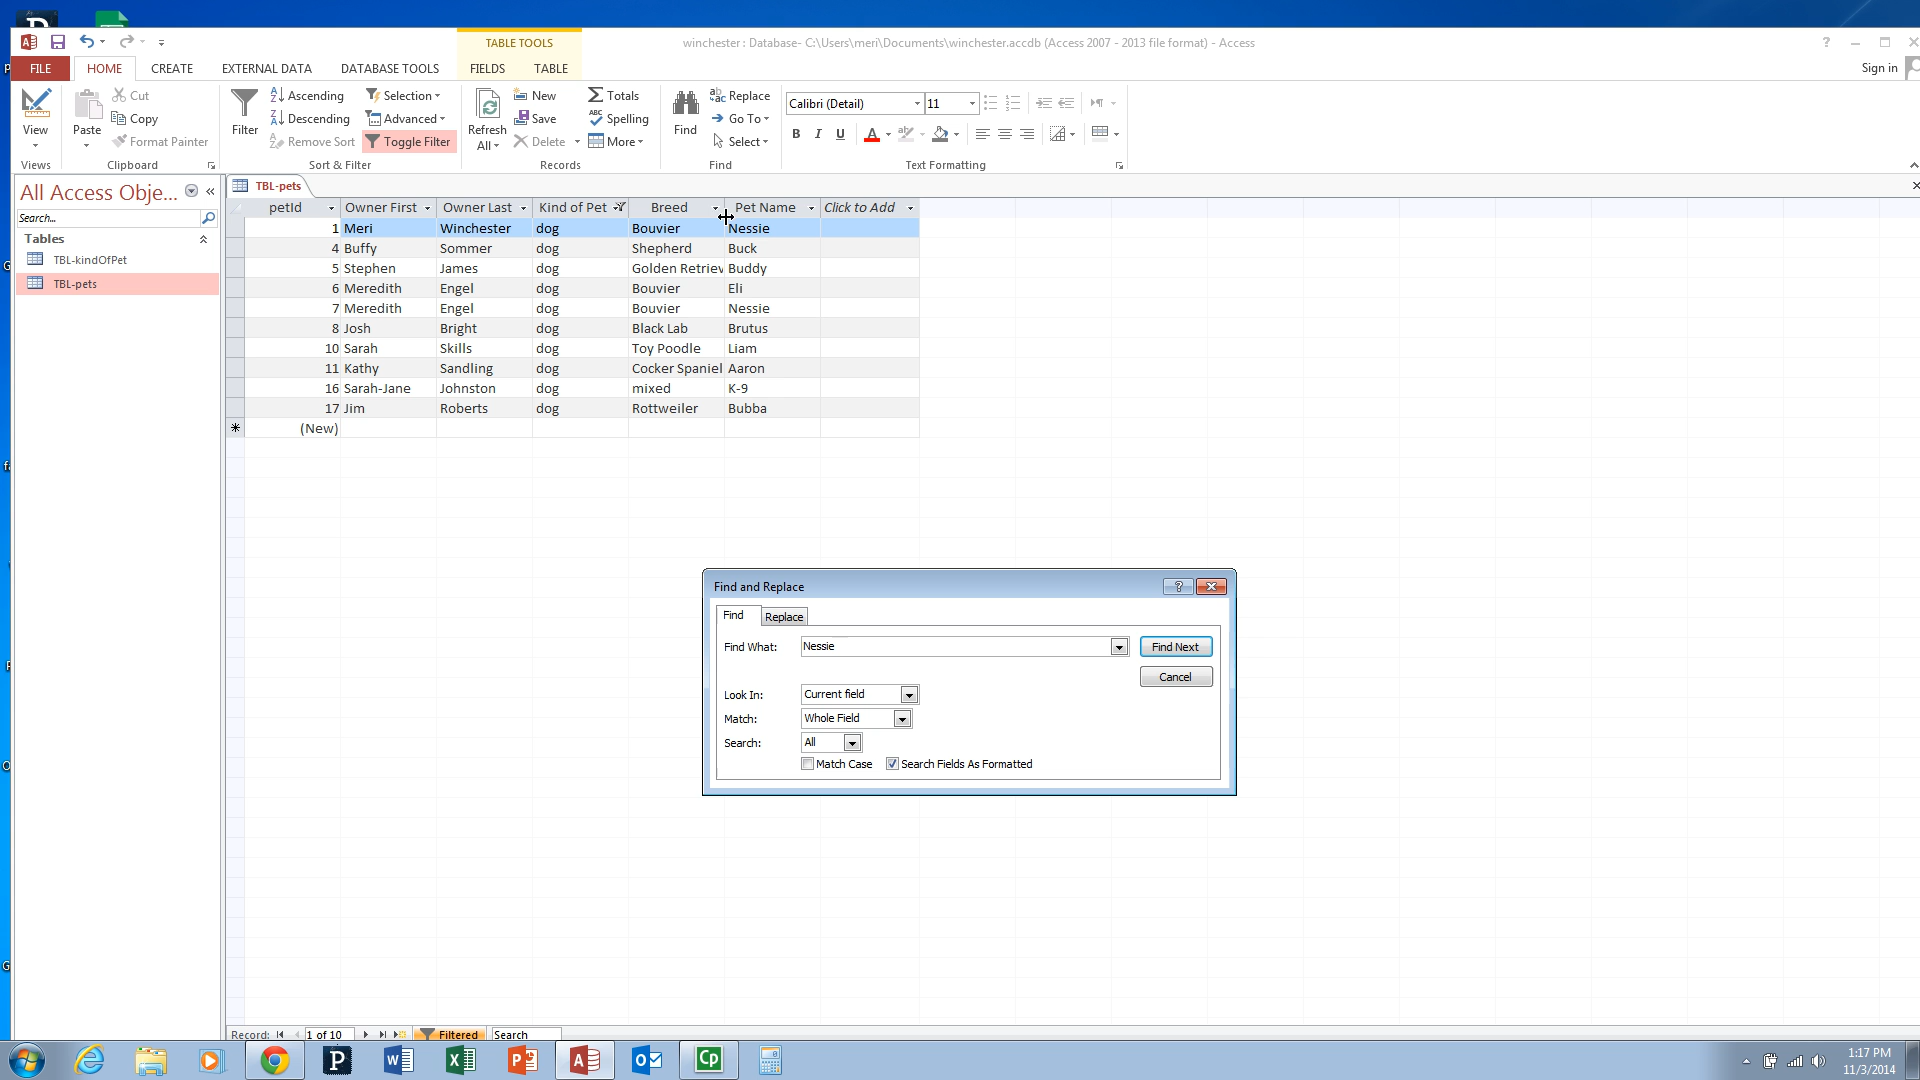 winchester : Database- C:\Users\meri\Documents\winchester.accdb (Access 2007 - 2013 file format) - Access
TABLE TOOLS
FILE HOME CREATE EXTERNAL DATA DATABASE TOOLS FIELDS TABLE
Sign in
View
Views
Paste
Cut
Copy
Format Painter
Clipboard
Filter
Ascending
Descending
Remove Sort
Selection
Advanced
Toggle Filter
Sort & Filter
Refresh
All
New
Save
Delete
Totals
Spelling
More
Records
Find
Replace
Go To
Select
Find
Calibri (Detail) 11
B I U
Text Formatting
All Access Obje...
Search...
Tables
TBL-kindOfPet
TBL-pets
TBL-pets
petId Owner First Owner Last Kind of Pet Breed Pet Name Click to Add
1 Meri Winchester dog Bouvier Nessie
4 Buffy Sommer dog Shepherd Buck
5 Stephen James dog Golden Retriev Buddy
6 Meredith Engel dog Bouvier Eli
7 Meredith Engel dog Bouvier Nessie
8 Josh Bright dog Black Lab Brutus
10 Sarah Skills dog Toy Poodle Liam
11 Kathy Sandling dog Cocker Spaniel Aaron
16 Sarah-Jane Johnston dog mixed K-9
17 Jim Roberts dog Rottweiler Bubba
(New)
Find and Replace
Find Replace
Find What: Nessie Find Next
Cancel
Look In: Current field
Match: Whole Field
Search: All
Match Case Search Fields As Formatted
Record: 1 of 10 Filtered Search
1:17 PM
11/3/2014